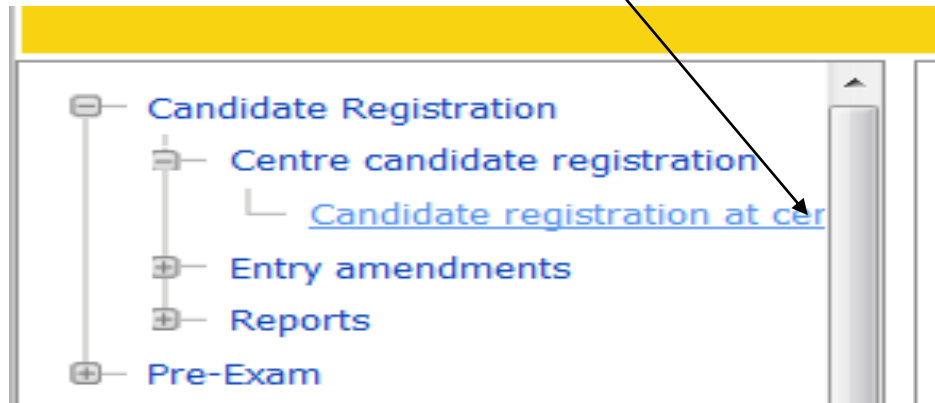 Candidate Registration
Centre candidate registration
Candidate registration at cer
Entry amendments
Reports
Pre-Exam